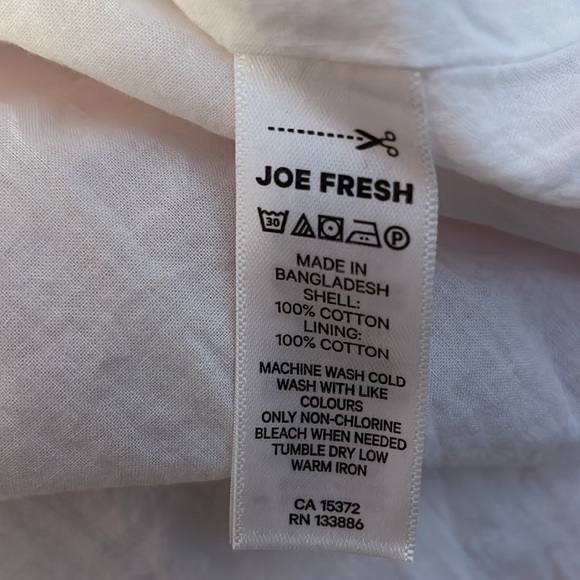 JOE FRESH
30 P
MADE IN
BANGLADESH
SHELL:
100% COTTON
LINING:
100% COTTON
MACHINE WASH COLD
WASH WITH LIKE
COLOURS
ONLY NON-CHLORINE
BLEACH WHEN NEEDED
TUMBLE DRY LOW
WARM IRON
CA 15372
RN 133886